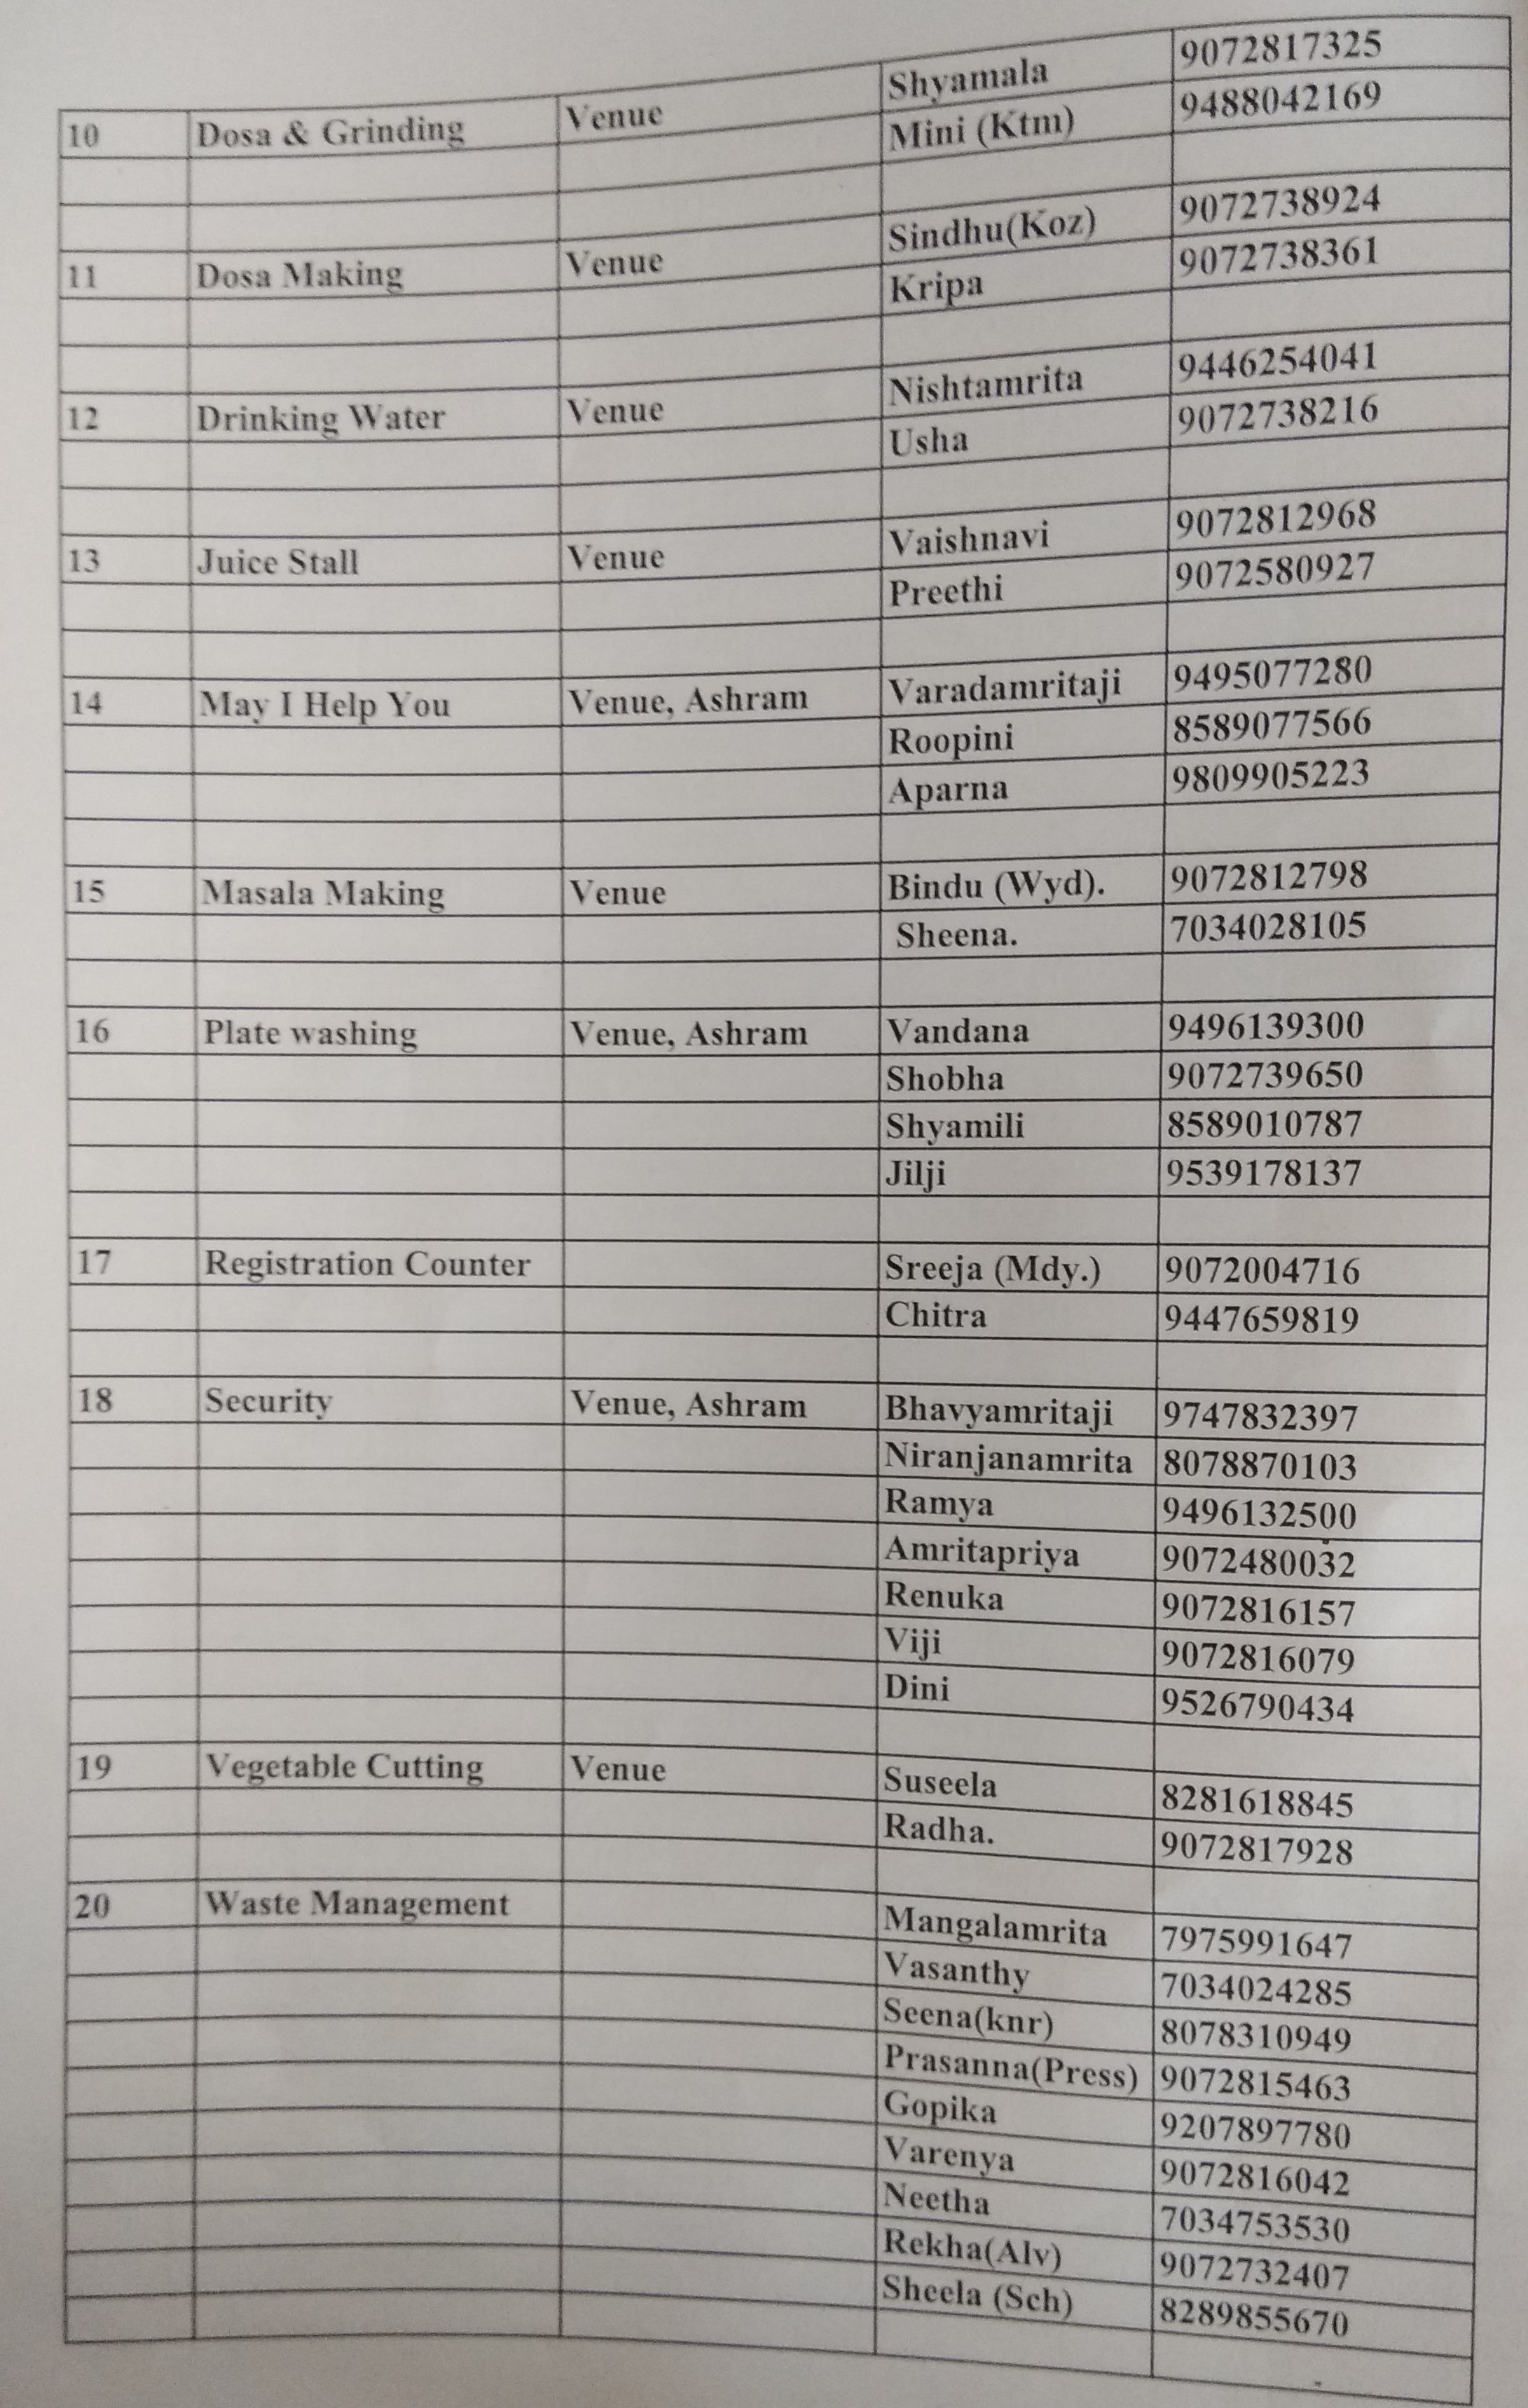 10 Dosa & Grinding Venue Shyamala 9072817325
Mini (Ktm) 9488042169
11 Dosa Making Venue Sindhu(Koz) 9072738924
Kripa 9072738361
12 Drinking Water Venue Nishtamrita 9446254041
Usha 9072738216
13 Juice Stall Venue Vaishnavi 9072812968
Preethi 9072580927
14 May I Help You Venue, Ashram Varadamritaji 9495077280
Roopini 8589077566
Aparna 9809905223
15 Masala Making Venue Bindu (Wyd). 9072812798
Sheena. 7034028105
16 Plate washing Venue, Ashram Vandana 9496139300
Shobha 9072739650
Shyamili 8589010787
Jilji 9539178137
17 Registration Counter Sreeja (Mdy.) 9072004716
Chitra 9447659819
18 Security Venue, Ashram Bhavyamritaji 9747832397
Niranjanamrita 8078870103
Ramya 9496132500
Amritapriya 9072480032
Renuka 9072816157
Viji 9072816079
Dini 9526790434
19 Vegetable Cutting Venue Suseela 8281618845
Radha. 9072817928
20 Waste Management Mangalamrita 7975991647
Vasanthy 7034024285
Seena(knr) 8078310949
Prasanna(Press) 9072815463
Gopika 9207897780
Varenya 9072816042
Neetha 7034753530
Rekha(Alv) 9072732407
Sheela (Sch) 8289855670